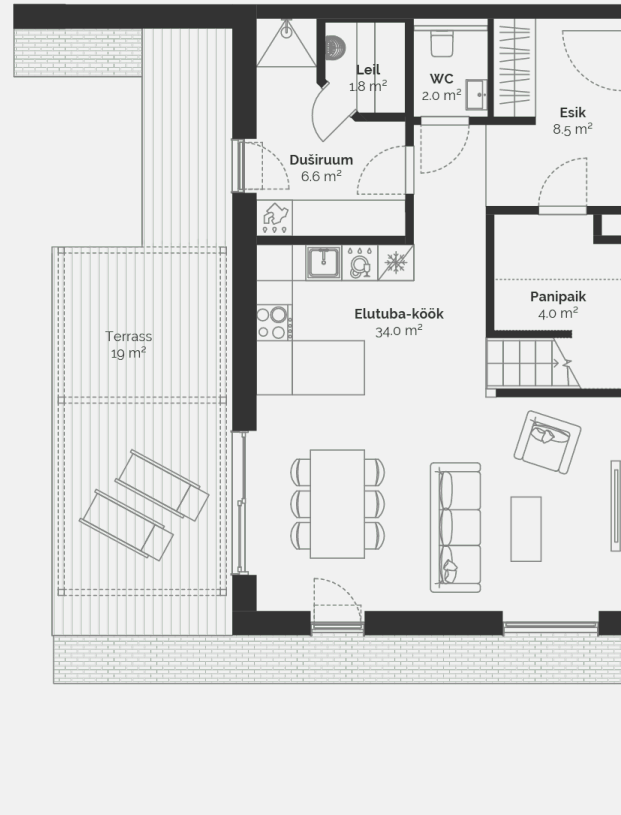 Leil
1.8 m²
WC
2.0 m²
Esik
8.5 m²
Duširuum
6.6 m²
Panipaik
4.0 m²
Elutuba-köök
34.0 m²
Terrass
19 m²